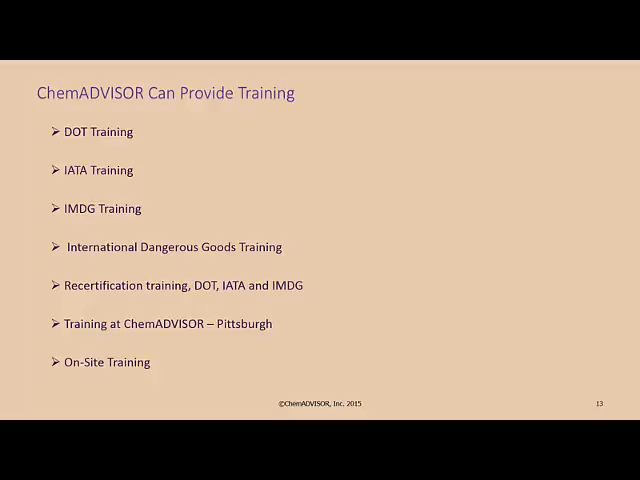 ChemADVISOR Can Provide Training
➢ DOT Training
➢ IATA Training
➢ IMDG Training
➢ International Dangerous Goods Training
➢ Recertification training, DOT, IATA and IMDG
➢ Training at ChemADVISOR – Pittsburgh
➢ On-Site Training
©ChemADVISOR, Inc. 2015
13